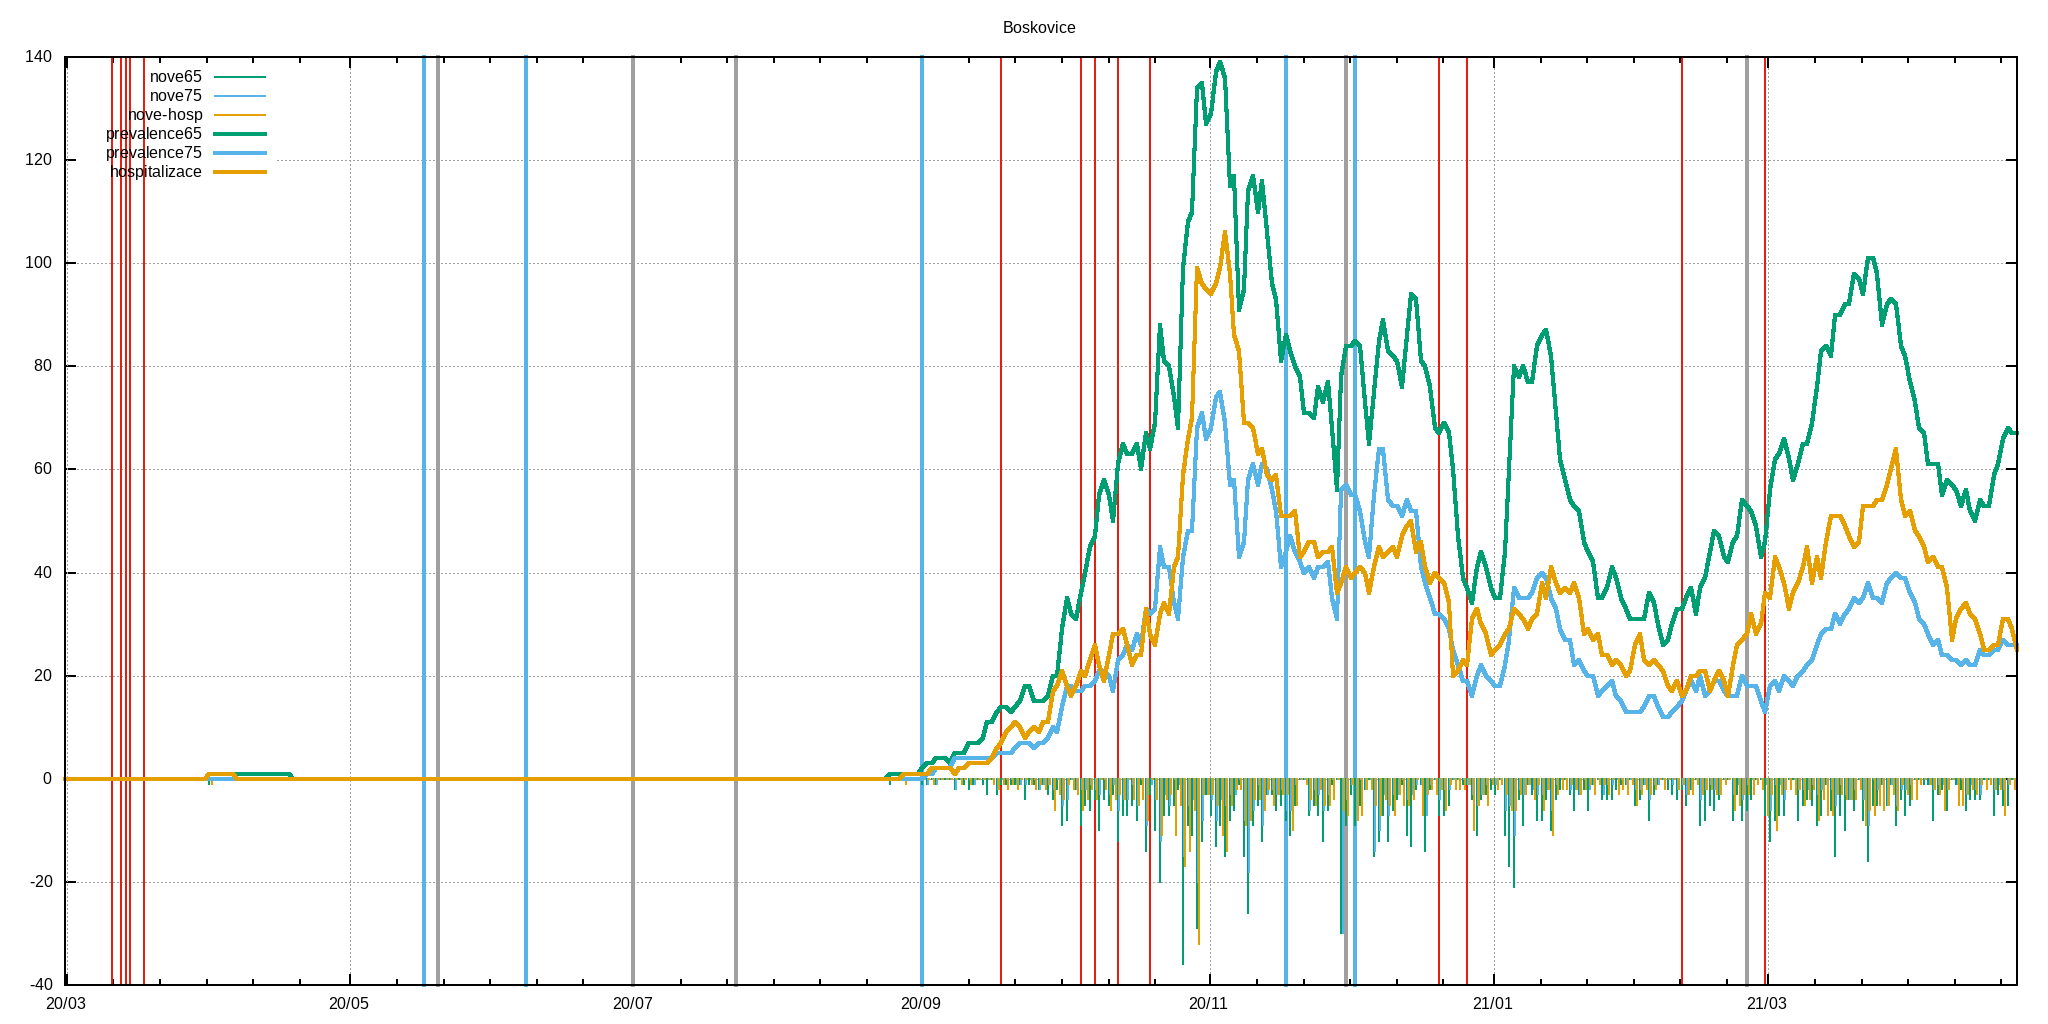 Boskovice
140
120
100
80
60
40
20
0
-20
-40
nove65
nove75
nove-hosp
prevalence65
prevalence75
hospitalizace
20/03 20/05 20/07 20/09 20/11 21/01 21/03